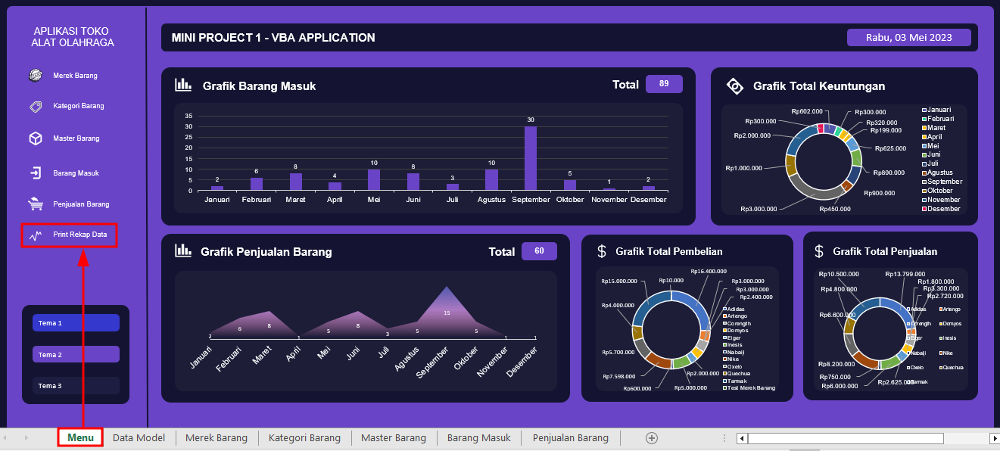 APLIKASI TOKO
ALAT OLAHRAGA
Merek Barang
Kategori Barang
Master Barang
Barang Masuk
Penjualan Barang
Print Rekap Data
Tema 1
Tema 2
Tema 3
MINI PROJECT 1 - VBA APPLICATION
Rabu, 03 Mei 2023
Grafik Barang Masuk
Total 89
35
30
25
20
15
10
5
0
2 6 8 4 10 8 3 10 30 5 1 2
Januari Februari Maret April Mei Juni Juli Agustus September Oktober November Desember
Grafik Total Keuntungan
Rp602.000
Rp300.000
Rp320.000
Rp199.000
Rp625.000
Rp800.000
Rp900.000
Rp450.000
Rp3.000.000
Rp1.000.000
Rp2.000.000
Rp300.000
Januari
Februari
Maret
April
Mei
Juni
Juli
Agustus
September
Oktober
November
Desember
Grafik Penjualan Barang
Total 60
2 6 8 1 5 8 3 5 15 5 1 1
Januari Februari Maret April Mei Juni Juli Agustus September Oktober November Desember
$ Grafik Total Pembelian
Rp16.400.000
Rp3.000.000
Rp3.000.000
Rp2.400.000
Rp2.000.000
Rp5.000.000
Rp600.000
Rp7.598.000
Rp5.700.000
Rp4.000.000
Rp15.000.000
Rp10.000
Adidas
Artengo
Corength
Domyos
Elger
Inesis
Nabaiji
Nike
Oxelo
Quechua
Tarmak
Test Merek Barang
$ Grafik Total Penjualan
Rp13.799.000
Rp1.800.000
Rp3.300.000
Rp2.720.000
Rp2.625.000
Rp6.000.000
Rp750.000
Rp8.200.000
Rp6.600.000
Rp4.800.000
Rp10.500.000
Adidas Artengo
Corength Domyos
Elger Inesis
Nabaiji Nike
Oxelo Quechua
Tarmak
Menu Data Model Merek Barang Kategori Barang Master Barang Barang Masuk Penjualan Barang